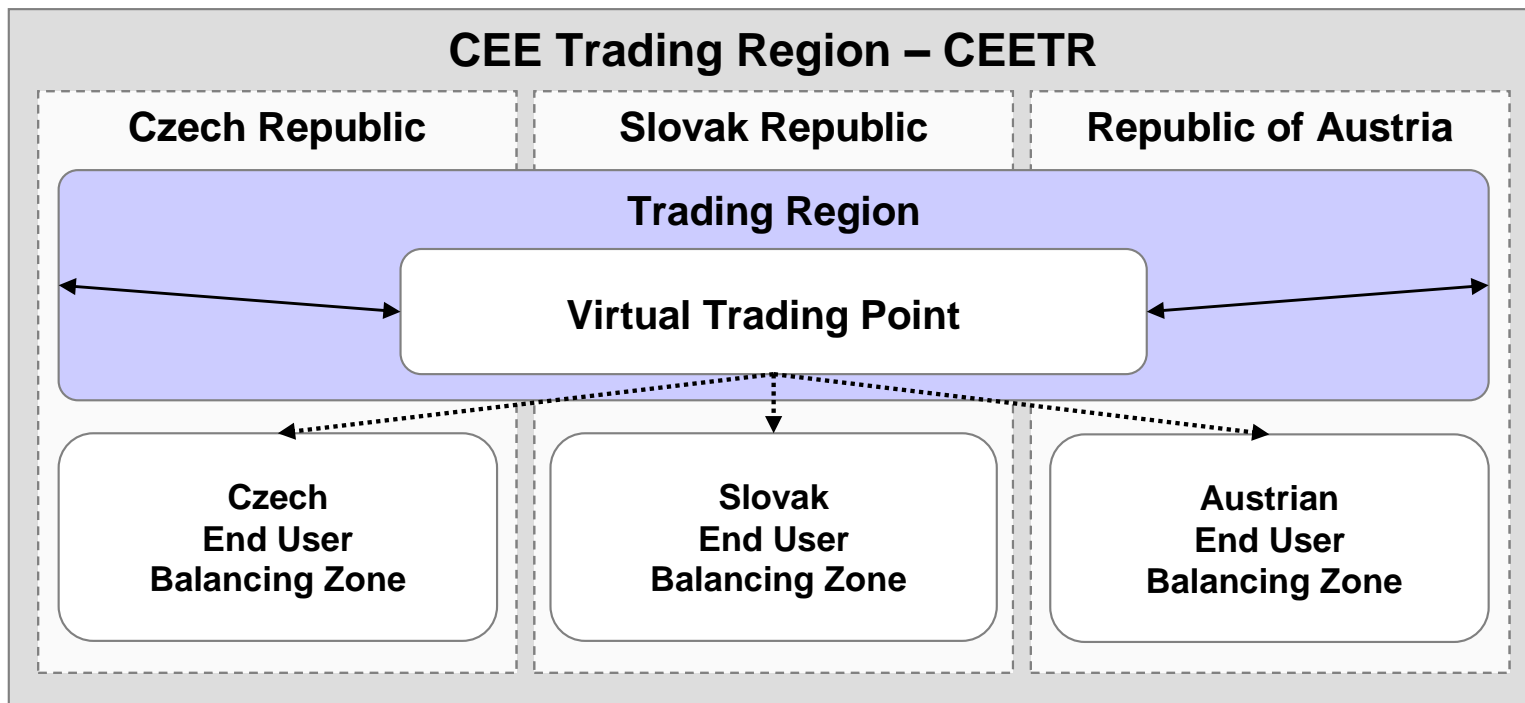 CEE Trading Region – CEETR
Czech Republic
Slovak Republic
Republic of Austria
Trading Region
Virtual Trading Point
Czech
End User
Balancing Zone
Slovak
End User
Balancing Zone
Austrian
End User
Balancing Zone